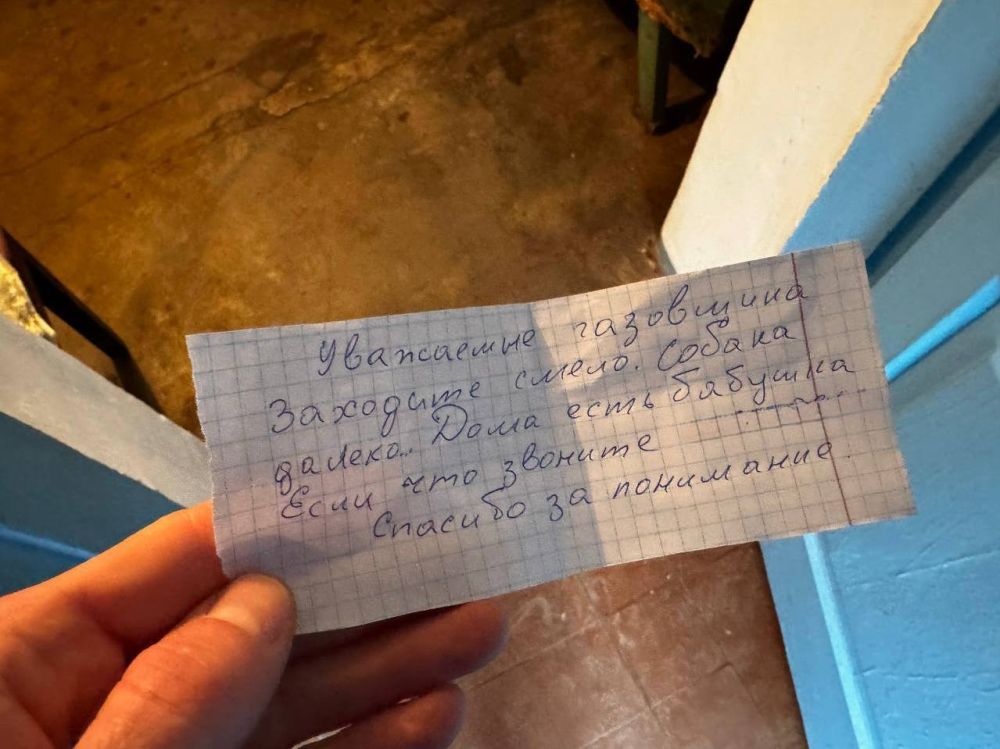 Уважаемые газовщика
Заходите смело. Собака
далеко.. Дома есть бабушка
Если что звоните
Спасибо за понимание.